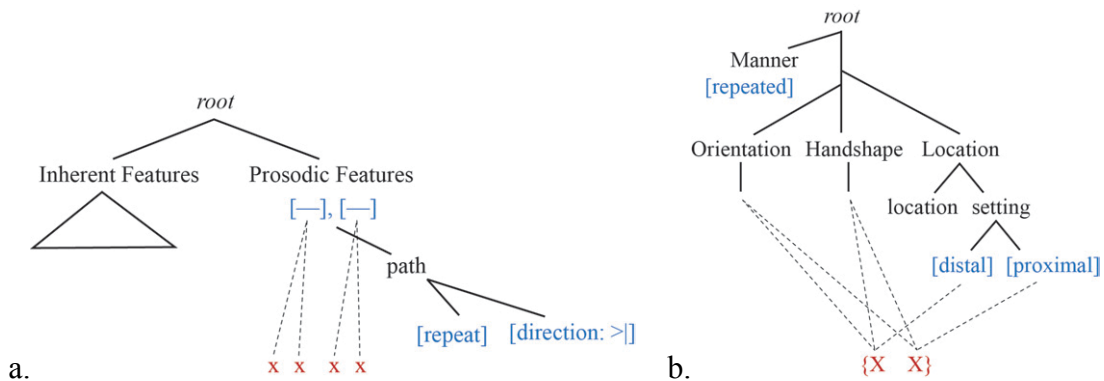 root
Inherent Features Prosodic Features
[—], [—]
path
[repeat] [direction: >|]
x x x x
a.
root
Manner
[repeated]
Orientation Handshape Location
location setting
[distal] [proximal]
{X X}
b.